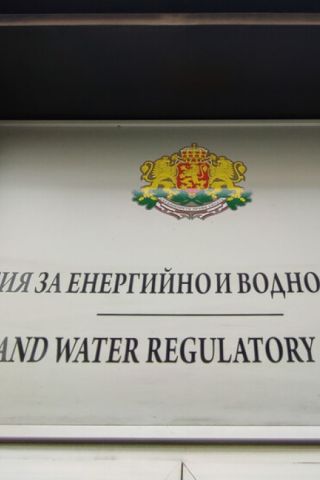 ИЯ ЗА ЕНЕРГИЙНО И ВОДНО
AND WATER REGULATORY